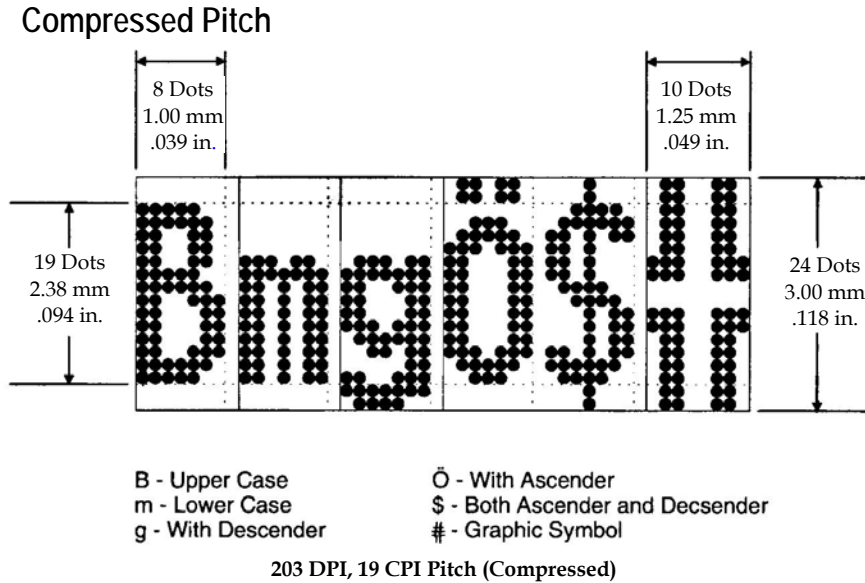 Compressed Pitch
8 Dots
1.00 mm
.039 in.
10 Dots
1.25 mm
.049 in.
19 Dots
2.38 mm
.094 in.
BmgÖ$╬
24 Dots
3.00 mm
.118 in.
B - Upper Case
m - Lower Case
g - With Descender
Ö - With Ascender
$ - Both Ascender and Decsender
╬ - Graphic Symbol
203 DPI, 19 CPI Pitch (Compressed)